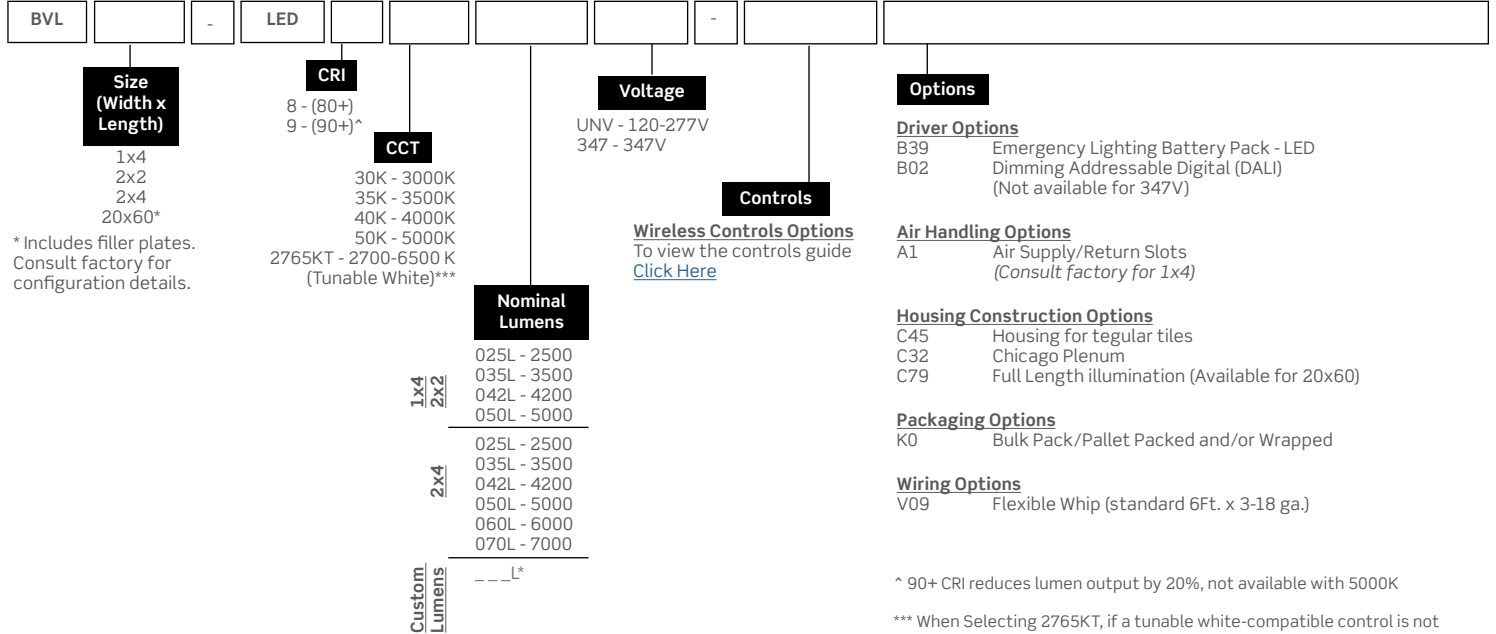 BVL - LED -
Size
(Width x
Length)
1x4
2x2
2x4
20x60*
* Includes filler plates.
Consult factory for
configuration details.
CRI
8 - (80+)
9 - (90+)^
CCT
30K - 3000K
35K - 3500K
40K - 4000K
50K - 5000K
2765KT - 2700-6500 K
(Tunable White)***
Nominal
Lumens
1x4
2x2
025L - 2500
035L - 3500
042L - 4200
050L - 5000
2x4
025L - 2500
035L - 3500
042L - 4200
050L - 5000
060L - 6000
070L - 7000
Custom
Lumens
_ _ _L*
Voltage
UNV - 120-277V
347 - 347V
Controls
Wireless Controls Options
To view the controls guide
Click Here
Options
Driver Options
B39 Emergency Lighting Battery Pack - LED
B02 Dimming Addressable Digital (DALI)
(Not available for 347V)
Air Handling Options
A1 Air Supply/Return Slots
(Consult factory for 1x4)
Housing Construction Options
C45 Housing for tegular tiles
C32 Chicago Plenum
C79 Full Length illumination (Available for 20x60)
Packaging Options
K0 Bulk Pack/Pallet Packed and/or Wrapped
Wiring Options
V09 Flexible Whip (standard 6Ft. x 3-18 ga.)
^ 90+ CRI reduces lumen output by 20%, not available with 5000K
*** When Selecting 2765KT, if a tunable white-compatible control is not